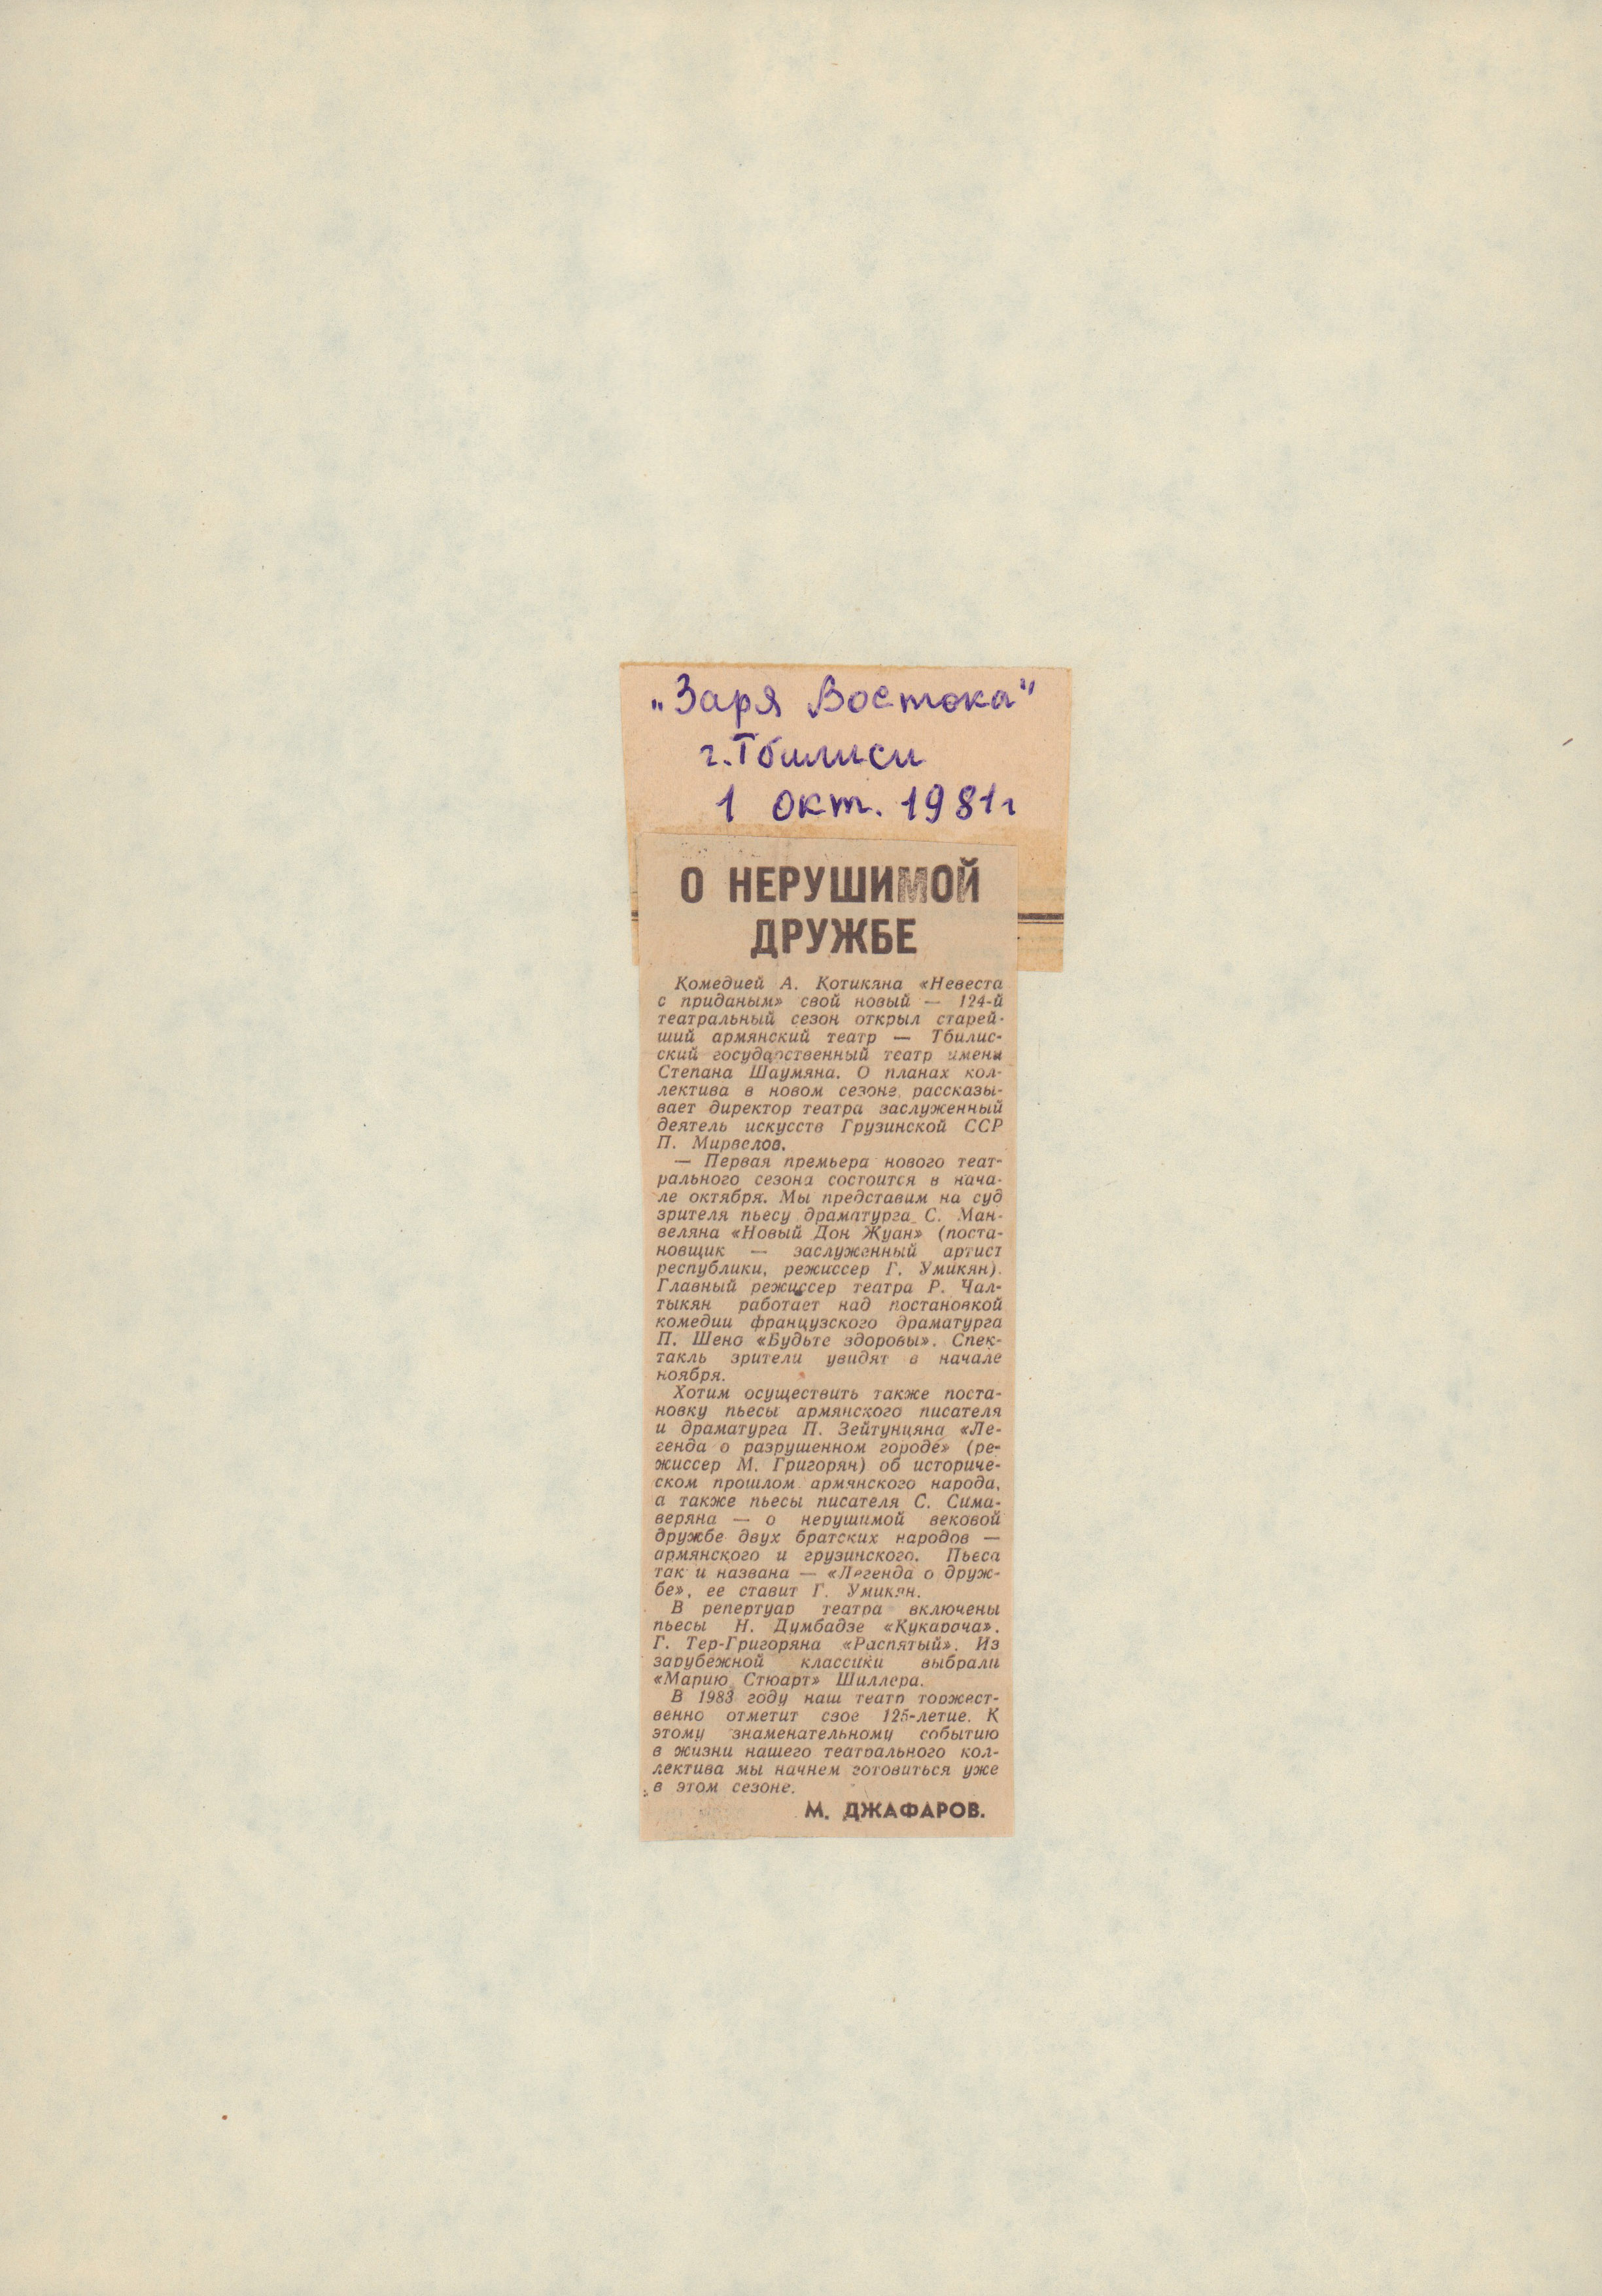 „Заря Востока"
г. Тбилиси
1 окт. 1981г
О НЕРУШИМОЙ
ДРУЖБЕ
Комедией А. Котикяна «Невеста
с приданым» свой новый — 124-й
театральный сезон открыл старей-
ший армянский театр — Тбилис-
ский государственный театр имени
Степана Шаумяна. О планах кол-
лектива в новом сезоне рассказы-
вает директор театра заслуженный
деятель искусств Грузинской ССР
П. Мирвелов.
— Первая премьера нового теат-
рального сезона состоится в нача-
ле октября. Мы представим на суд
зрителя пьесу драматурга С. Ман-
веляна «Новый Дон Жуан» (поста-
новщик — заслуженный артист
республики, режиссер Г. Умикян).
Главный режиссер театра Р. Чал-
тыкян работает над постановкой
комедии французского драматурга
П. Шено «Будьте здоровы». Спек-
такль зрители увидят в начале
ноября.
Хотим осуществить также поста-
новку пьесы армянского писателя
и драматурга П. Зейтунцяна «Ле-
генда о разрушенном городе» (ре-
жиссер М. Григорян) об историче-
ском прошлом армянского народа,
а также пьесы писателя С. Сима-
веряна — о нерушимой вековой
дружбе двух братских народов —
армянского и грузинского. Пьеса
так и названа — «Легенда о друж-
бе», ее ставит Г. Умикян.
В репертуар театра включены
пьесы Н. Думбадзе «Кукарача»,
Г. Тер-Григоряна «Распятый». Из
зарубежной классики выбрали
«Марию Стюарт» Шиллера.
В 1983 году наш театр торжест-
венно отметит свое 125-летие. К
этому знаменательному событию
в жизни нашего театрального кол-
лектива мы начнем готовиться уже
в этом сезоне.
М. ДЖАФАРОВ.